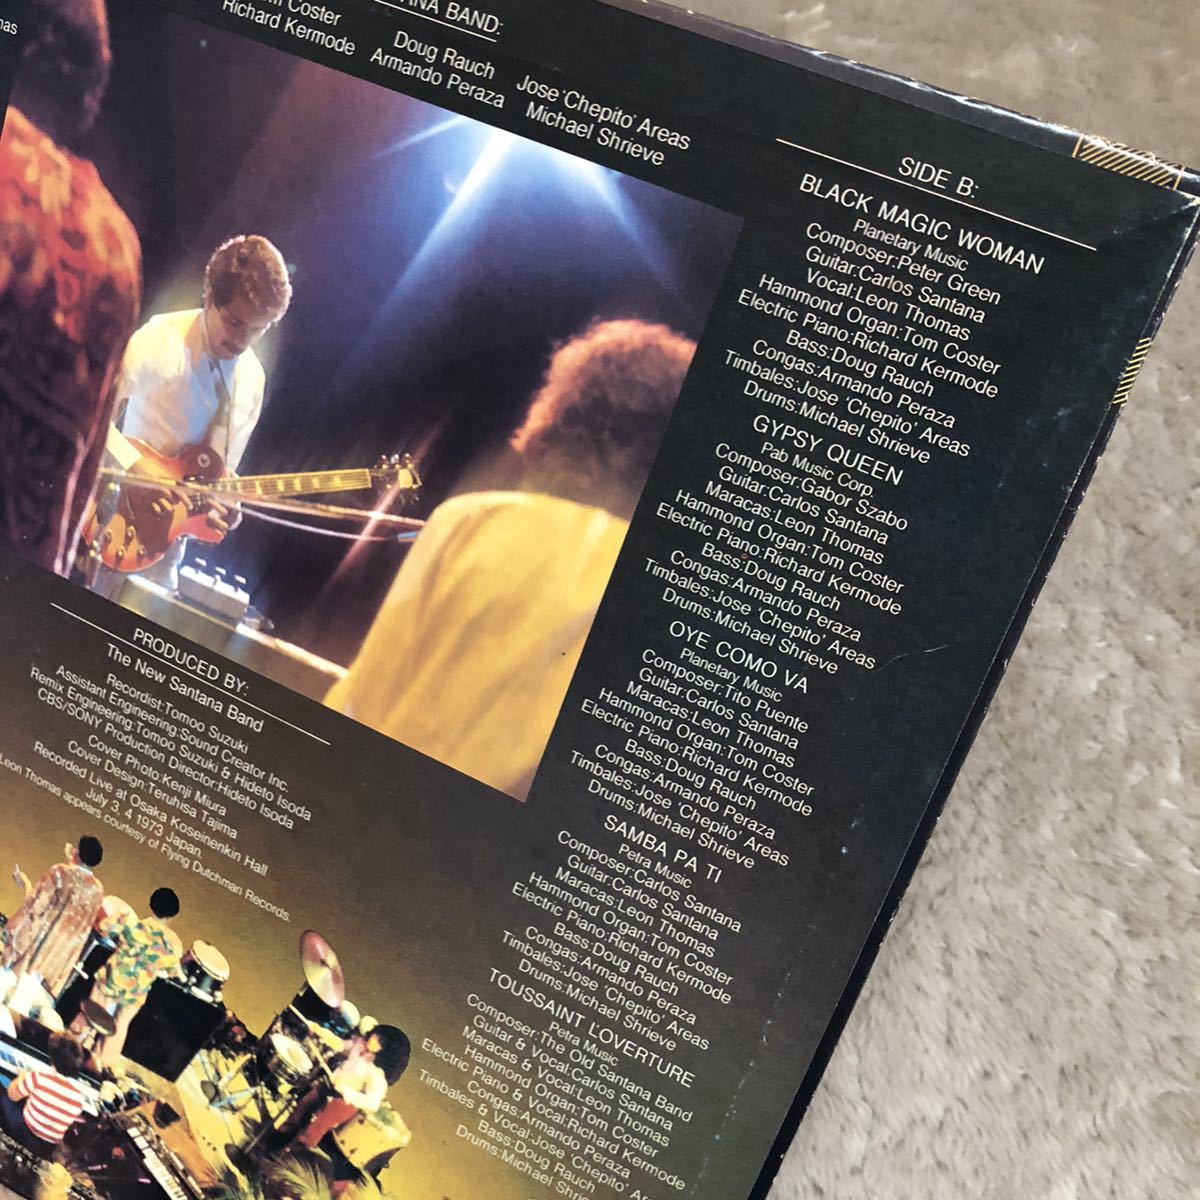 BAND:
Coster
Richard Kermode
Doug Rauch
Armando Peraza
Jose 'Chepito' Areas
Michael Shrieve
SIDE B:
BLACK MAGIC WOMAN
Planetary Music
Composer:Peter Green
Guitar:Carlos Santana
Vocal:Leon Thomas
Hammond Organ:Tom Coster
Electric Piano:Richard Kermode
Bass:Doug Rauch
Congas:Armando Peraza
Timbales:Jose 'Chepito' Areas
Drums:Michael Shrieve
GYPSY QUEEN
Pab Music Corp.
Composer:Gabor Szabo
Guitar:Carlos Santana
Maracas:Leon Thomas
Hammond Organ:Tom Coster
Electric Piano:Richard Kermode
Bass:Doug Rauch
Congas:Armando Peraza
Timbales:Jose 'Chepito' Areas
Drums:Michael Shrieve
OYE COMO VA
Planetary Music
Composer:Tito Puente
Guitar:Carlos Santana
Maracas:Leon Thomas
Hammond Organ:Tom Coster
Electric Piano:Richard Kermode
Bass:Doug Rauch
Congas:Armando Peraza
Timbales:Jose 'Chepito' Areas
Drums:Michael Shrieve
SAMBA PA TI
Petra Music
Composer:Carlos Santana
Guitar:Carlos Santana
Maracas:Leon Thomas
Hammond Organ:Tom Coster
Electric Piano:Richard Kermode
Bass:Doug Rauch
Congas:Armando Peraza
Timbales:Jose 'Chepito' Areas
Drums:Michael Shrieve
TOUSSAINT L'OVERTURE
Petra Music
Composer:The Old Santana Band
Guitar & Vocal:Carlos Santana
Maracas & Vocal:Leon Thomas
Hammond Organ:Tom Coster
Electric Piano & Vocal:Richard Kermode
Congas:Armando Peraza
Timbales & Vocal:Jose 'Chepito' Areas
Bass:Doug Rauch
Drums:Michael
PRODUCED BY:
The New Santana Band
Recordist:Tomoo Suzuki
Assistant Engineering:Sound Creator Inc.
Remix Engineering:Tomoo Suzuki & Hideto Isoda
CBS/SONY Production Director:Hideto Isoda
Cover Photo:Kenji Miura
Cover Design:Teruhisa Tajima
Recorded Live at Osaka Koseinenkin Hall
July 3, 4 1973 Japan.
Leon Thomas appears courtesy of Flying Dutchman Records.